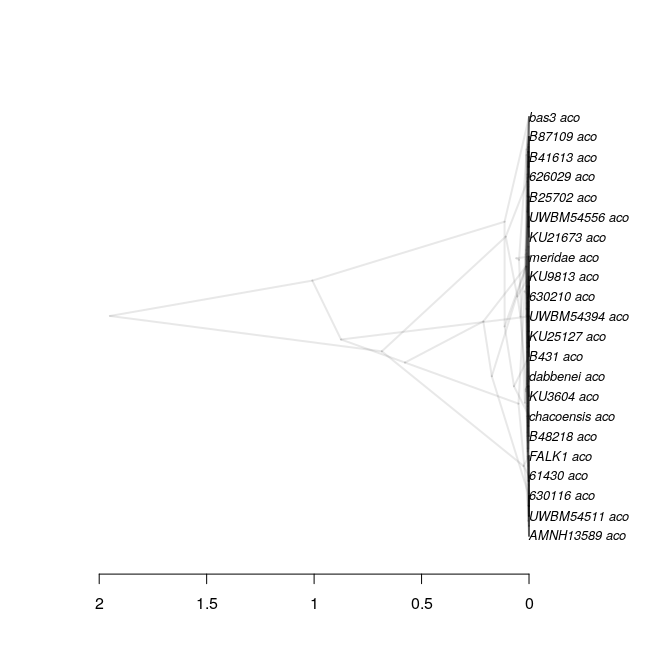 bas3 aco
B87109 aco
B41613 aco
626029 aco
B25702 aco
UWBM54556 aco
KU21673 aco
meridae aco
KU9813 aco
630210 aco
UWBM54394 aco
KU25127 aco
B431 aco
dabbenei aco
KU3604 aco
chacoensis aco
B48218 aco
FALK1 aco
61430 aco
630116 aco
UWBM54511 aco
AMNH13589 aco
2 1.5 1 0.5 0